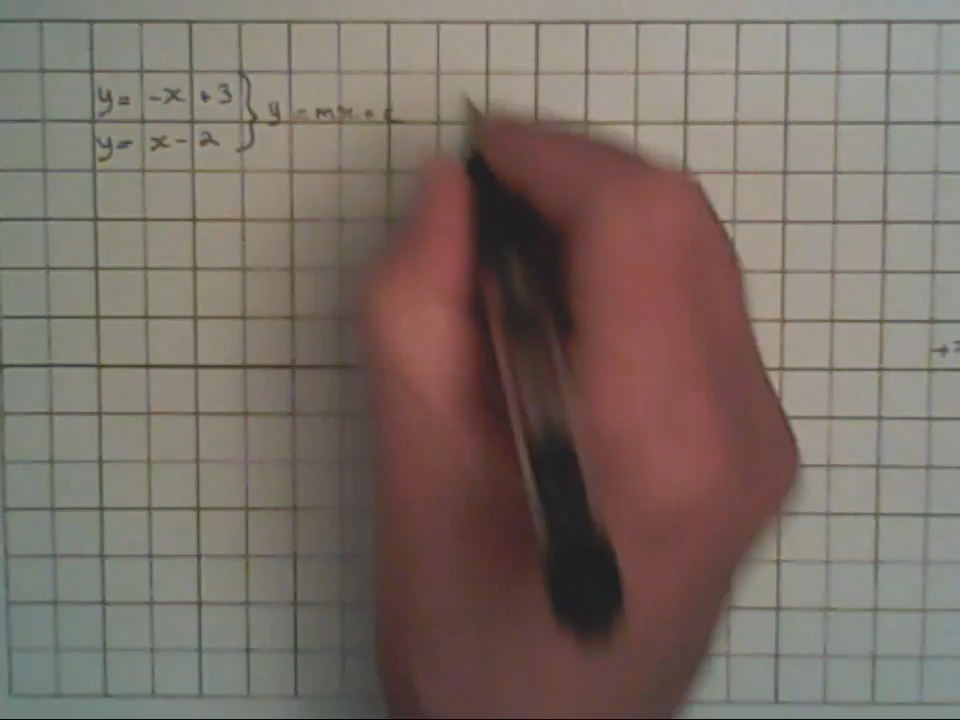 y = -x + 3 } y = mx + c
y = x - 2